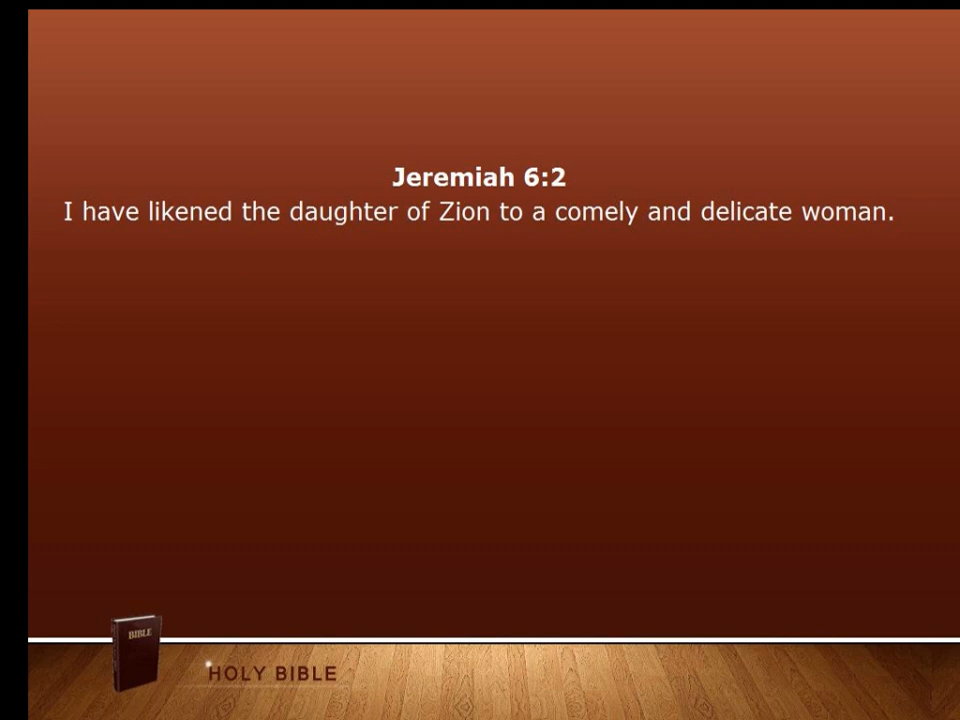 Jeremiah 6:2
I have likened the daughter of Zion to a comely and delicate woman.
BIBLE
HOLY BIBLE